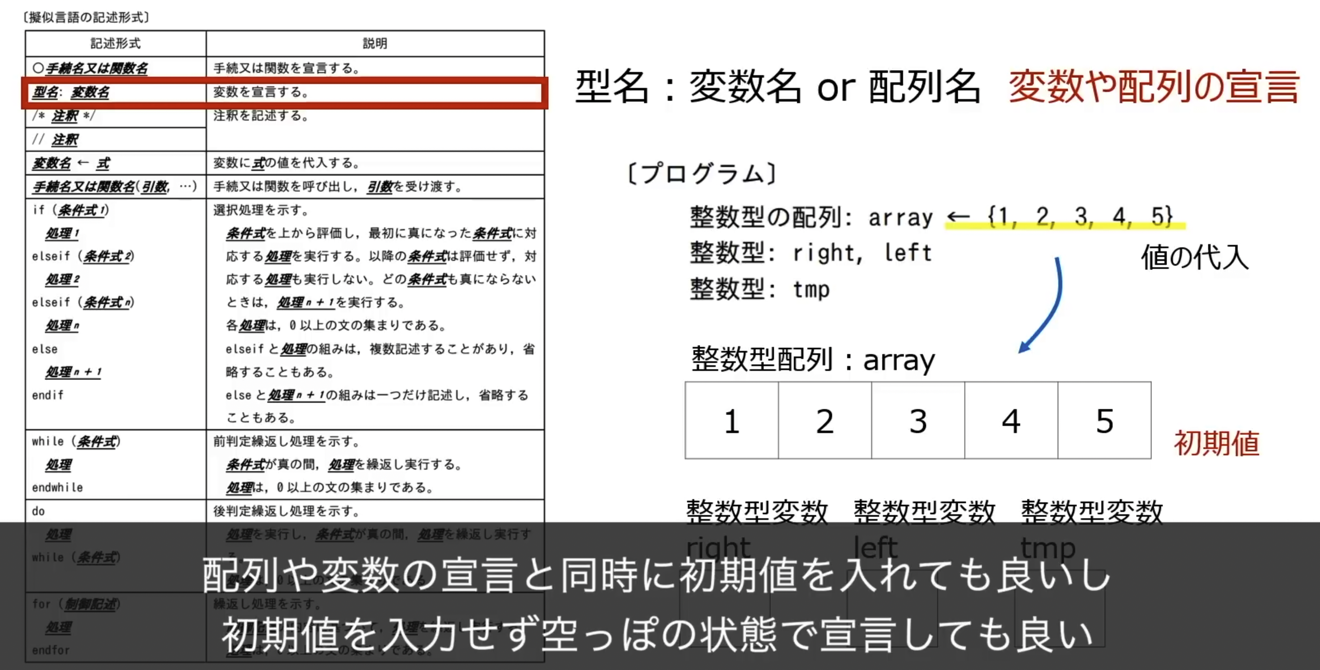 〔擬似言語の記述形式〕
記述形式 説明
○手続名又は関数名 手続又は関数を宣言する。
型名: 変数名 変数を宣言する。
/* 注釈 */ 注釈を記述する。
// 注釈
変数名 ← 式 変数に式の値を代入する。
手続名又は関数名(引数, …) 手続又は関数を呼び出し，引数を受け渡す。
if (条件式1) 選択処理を示す。
処理1 条件式を上から評価し，最初に真になった条件式に対
elseif (条件式2) 応する処理を実行する。以降の条件式は評価せず，対
処理2 応する処理も実行しない。どの条件式も真にならない
elseif (条件式n) ときは，処理n+1を実行する。
処理n 各処理は，0以上の文の集まりである。
else elseifと処理の組みは，複数記述することがあり，省
処理n+1 略することもある。
endif elseと処理n+1の組みは一つだけ記述し，省略する
こともある。
while (条件式) 前判定繰返し処理を示す。
処理 条件式が真の間，処理を繰返し実行する。
endwhile 処理は，0以上の文の集まりである。
do 後判定繰返し処理を示す。
処理 処理を実行し，条件式が真の間，処理を繰返し実行す
while (条件式)
for (制御記述) 繰返し処理を示す。
処理
endfor
型名：変数名 or 配列名 変数や配列の宣言
〔プログラム〕
整数型の配列: array ← {1, 2, 3, 4, 5}
整数型: right, left
整数型: tmp
値の代入
整数型配列：array
1 2 3 4 5
初期値
整数型変数 整数型変数 整数型変数
right left tmp
配列や変数の宣言と同時に初期値を入れても良いし
初期値を入力せず空っぽの状態で宣言しても良い